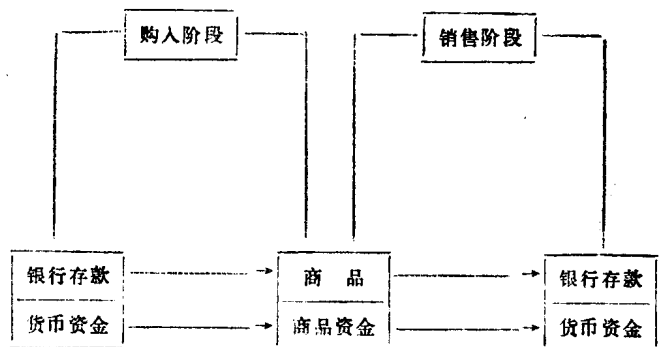 购入阶段
销售阶段
银行存款
商 品
银行存款
货币资金
商品资金
货币资金